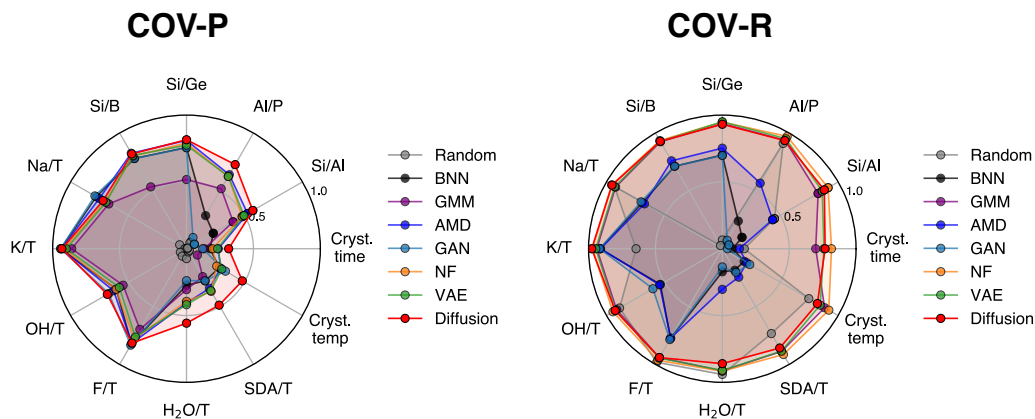 COV-P
Si/Ge
Al/P
Si/Al
1.0
0.5
Cryst.
time
Cryst.
temp
SDA/T
H₂O/T
F/T
OH/T
K/T
Na/T
Si/B
Random
BNN
GMM
AMD
GAN
NF
VAE
Diffusion
COV-R
Si/Ge
Al/P
Si/Al
1.0
0.5
Cryst.
time
Cryst.
temp
SDA/T
H₂O/T
F/T
OH/T
K/T
Na/T
Si/B
Random
BNN
GMM
AMD
GAN
NF
VAE
Diffusion